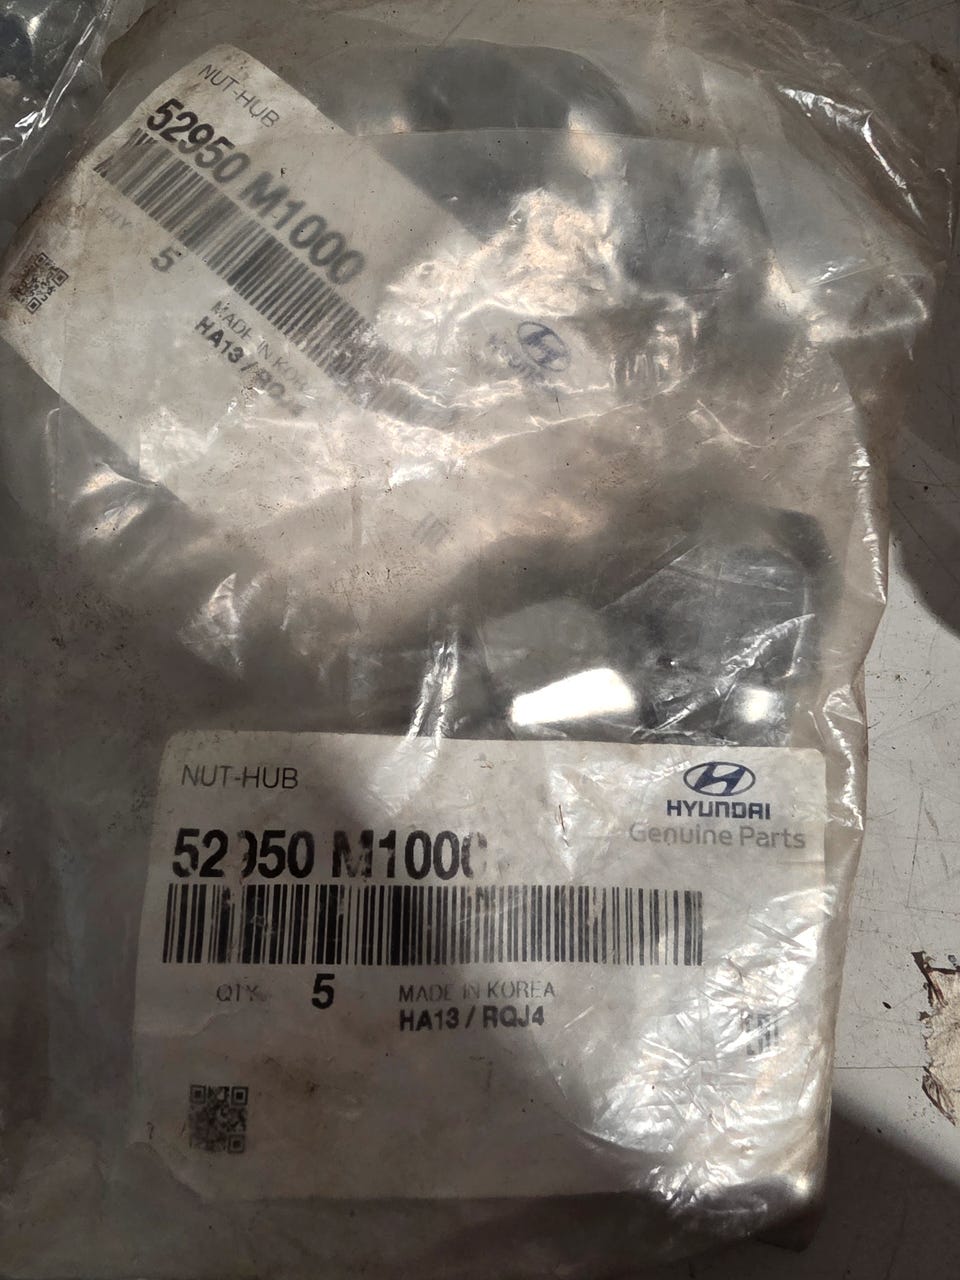 NUT-HUB
52950 M1000
QTY 5
MADE IN KOR
HA13 / RQJ4
NUT-HUB
HYUNDAI
Genuine Parts
52950 M1000
QTY 5 MADE IN KOREA
HA13 / RQJ4
EAC